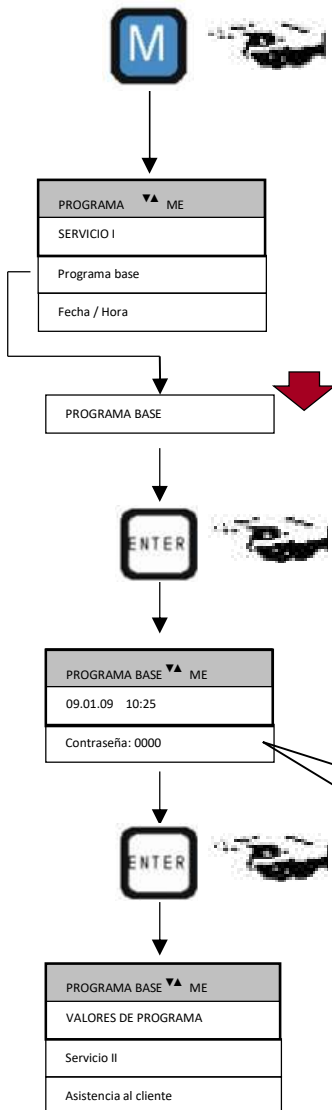 M
PROGRAMA ▼▲ ME
SERVICIO I
Programa base
Fecha / Hora
PROGRAMA BASE
ENTER
PROGRAMA BASE ▼▲ ME
09.01.09 10:25
Contraseña: 0000
ENTER
PROGRAMA BASE ▼▲ ME
VALORES DE PROGRAMA
Servicio II
Asistencia al cliente